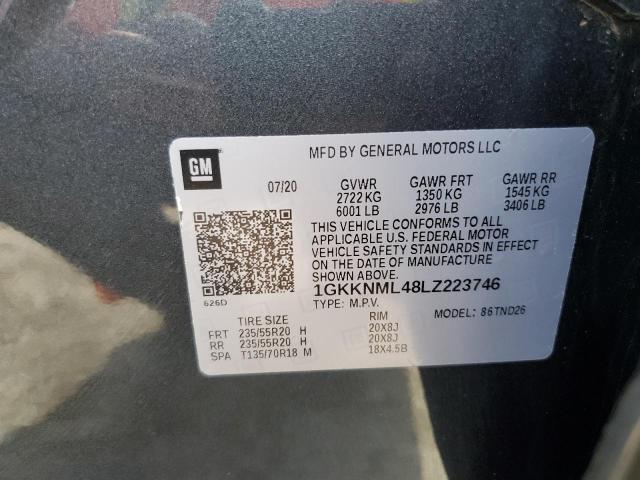 GM
MFD BY GENERAL MOTORS LLC
07/20 GVWR GAWR FRT GAWR RR
2722 KG 1350 KG 1545 KG
6001 LB 2976 LB 3406 LB
THIS VEHICLE CONFORMS TO ALL
APPLICABLE U.S. FEDERAL MOTOR
VEHICLE SAFETY STANDARDS IN EFFECT
ON THE DATE OF MANUFACTURE
SHOWN ABOVE.
626D
1GKKNML48LZ223746
TYPE: M.P.V. MODEL: 86TND26
TIRE SIZE RIM
FRT 235/55R20 H 20X8J
RR 235/55R20 H 20X8J
SPA T135/70R18 M 18X4.5B